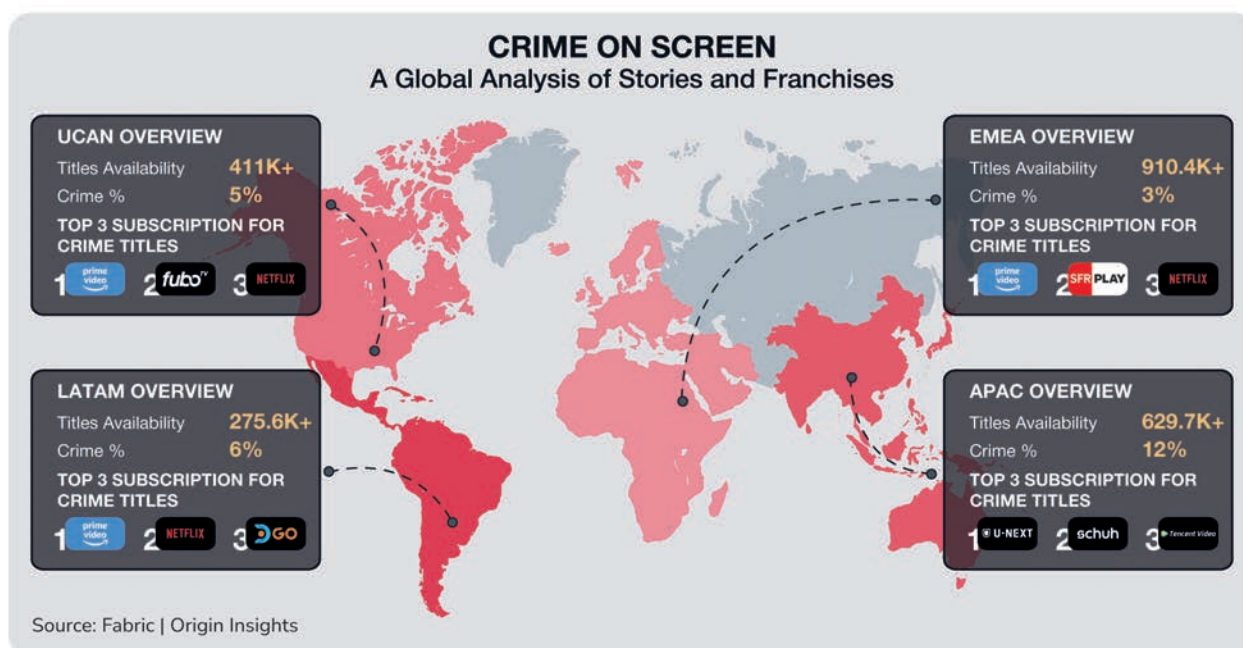 CRIME ON SCREEN
A Global Analysis of Stories and Franchises
UCAN OVERVIEW
Titles Availability 411K+
Crime % 5%
TOP 3 SUBSCRIPTION FOR
CRIME TITLES
1 prime video 2 fubo TV 3 NETFLIX
EMEA OVERVIEW
Titles Availability 910.4K+
Crime % 3%
TOP 3 SUBSCRIPTION FOR
CRIME TITLES
1 prime video 2 SFR PLAY 3 NETFLIX
LATAM OVERVIEW
Titles Availability 275.6K+
Crime % 6%
TOP 3 SUBSCRIPTION FOR
CRIME TITLES
1 prime video 2 NETFLIX 3 DGO
APAC OVERVIEW
Titles Availability 629.7K+
Crime % 12%
TOP 3 SUBSCRIPTION FOR
CRIME TITLES
1 U-NEXT 2 schuh 3 Tencent Video
Source: Fabric | Origin Insights